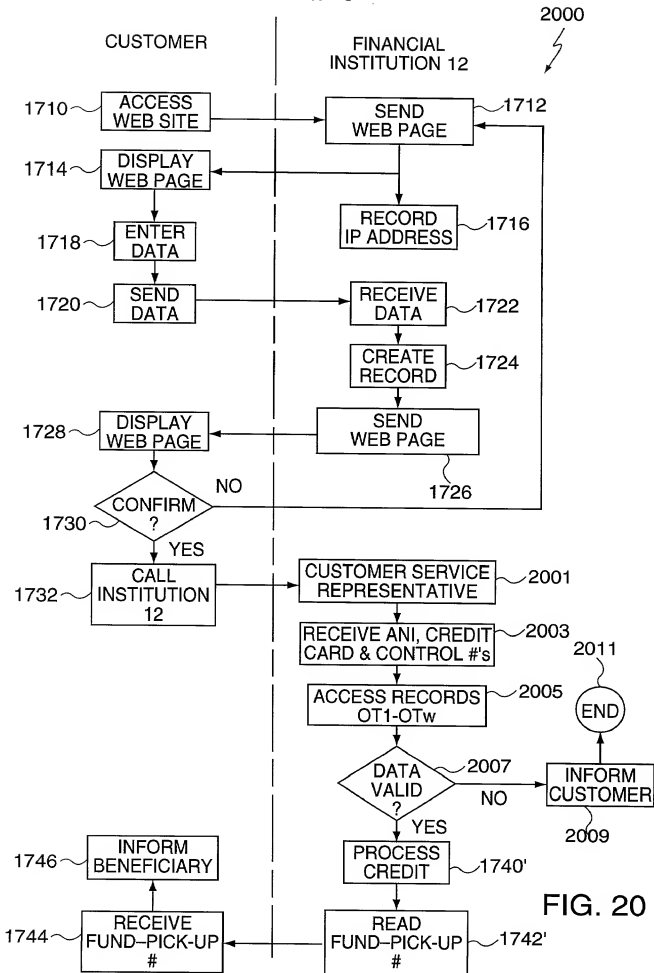 2000
CUSTOMER
FINANCIAL
INSTITUTION 12
1710
ACCESS
WEB SITE
SEND
WEB PAGE
1712
1714
DISPLAY
WEB PAGE
RECORD
IP ADDRESS
1716
1718
ENTER
DATA
1720
SEND
DATA
RECEIVE
DATA
1722
CREATE
RECORD
1724
1728
DISPLAY
WEB PAGE
SEND
WEB PAGE
1726
CONFIRM
?
1730
NO
YES
1732
CALL
INSTITUTION
12
CUSTOMER SERVICE
REPRESENTATIVE
2001
RECEIVE ANI, CREDIT
CARD & CONTROL #'s
2003
ACCESS RECORDS
OT1-OTw
2005
2011
END
DATA
VALID
?
2007
NO
INFORM
CUSTOMER
2009
YES
1746
INFORM
BENEFICIARY
PROCESS
CREDIT
1740'
1744
RECEIVE
FUND-PICK-UP
#
READ
FUND-PICK-UP
#
1742'
FIG. 20